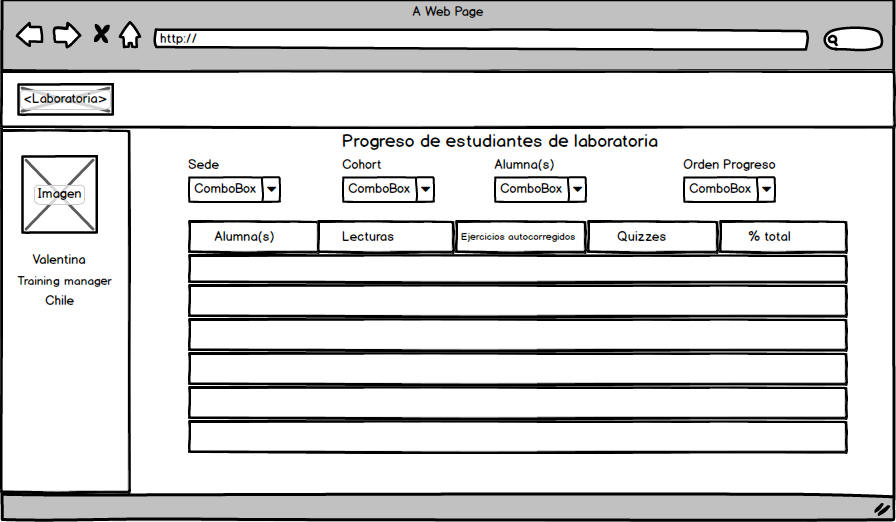 A Web Page
http://
<Laboratoria>
Progreso de estudiantes de laboratoria
Sede Cohort Alumna(s) Orden Progreso
ComboBox ComboBox ComboBox ComboBox
Imagen
Valentina
Training manager
Chile
Alumna(s) Lecturas Ejercicios autocorregidos Quizzes % total